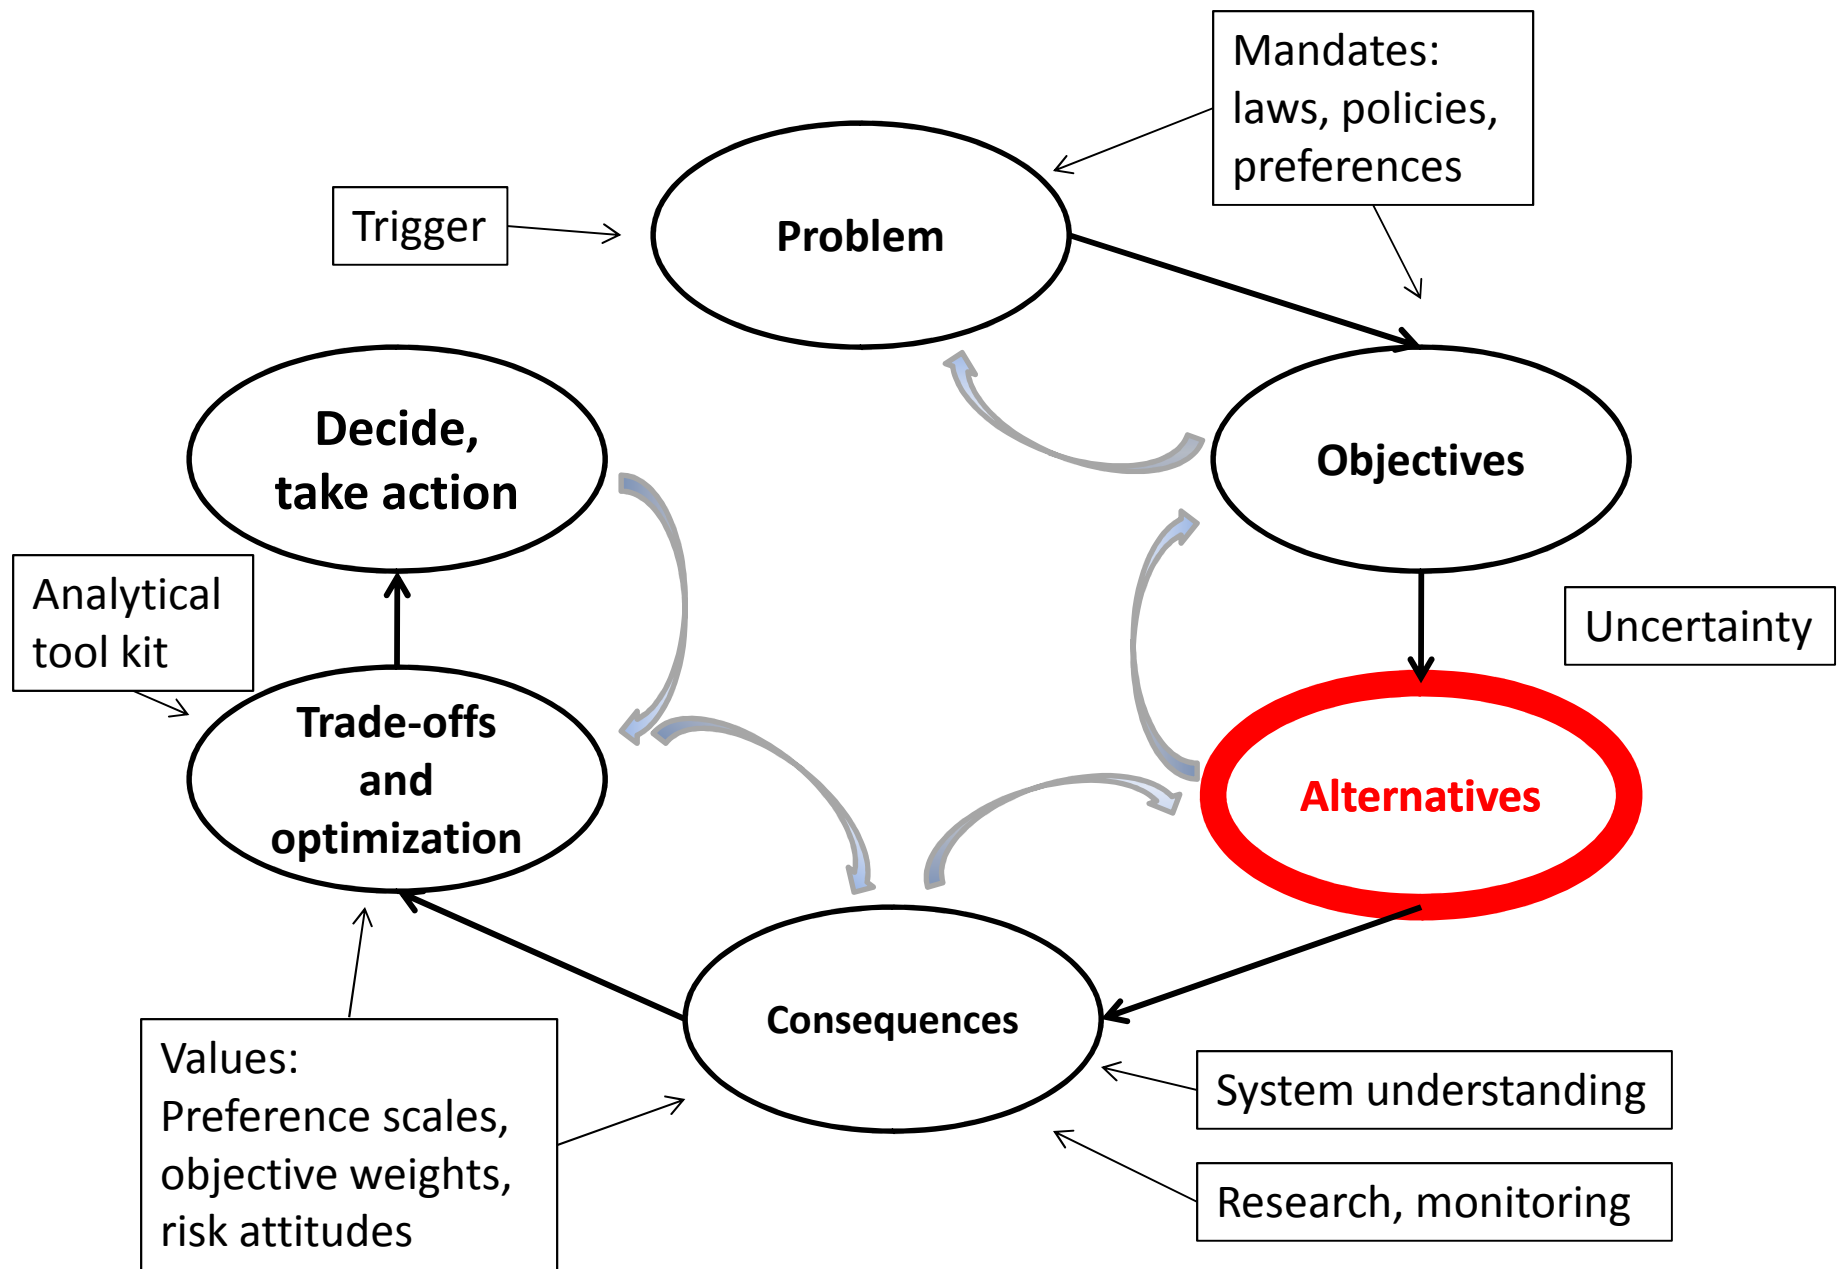 Mandates:
laws, policies,
preferences
Trigger
Problem
Decide,
take action
Objectives
Analytical
tool kit
Uncertainty
Trade-offs
and
optimization
Alternatives
Consequences
Values:
Preference scales,
objective weights,
risk attitudes
System understanding
Research, monitoring